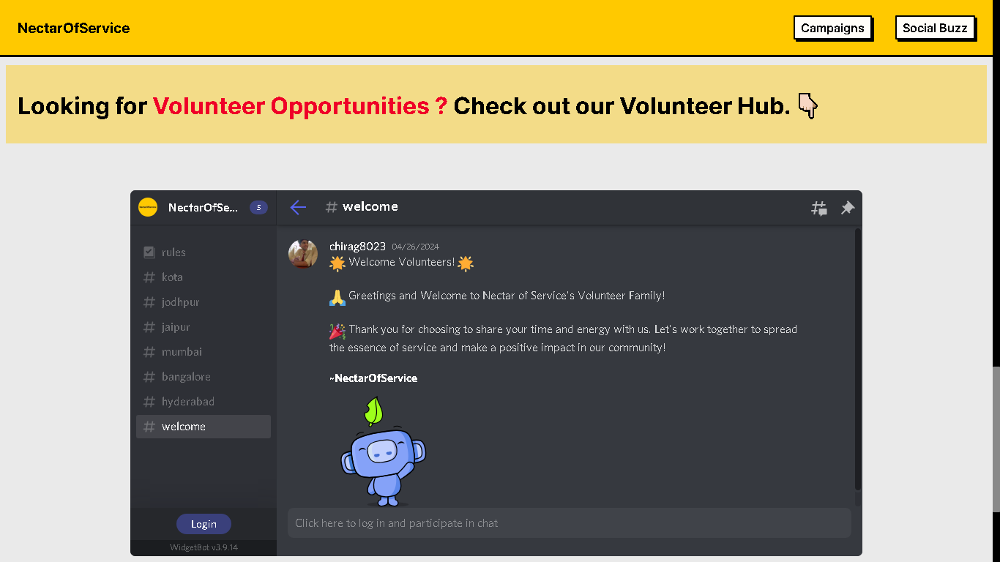 NectarOfService
Campaigns
Social Buzz
Looking for Volunteer Opportunities ? Check out our Volunteer Hub. 👇🏻
NectarOfSe...
5
# welcome
rules
# kota
# jodhpur
# jaipur
# mumbai
# bangalore
# hyderabad
# welcome
Login
WidgetBot v3.9.14
chirag8023 04/26/2024
🌟 Welcome Volunteers! 🌟
🙏 Greetings and Welcome to Nectar of Service's Volunteer Family!
🎉 Thank you for choosing to share your time and energy with us. Let's work together to spread
the essence of service and make a positive impact in our community!
~NectarOfService
Click here to log in and participate in chat